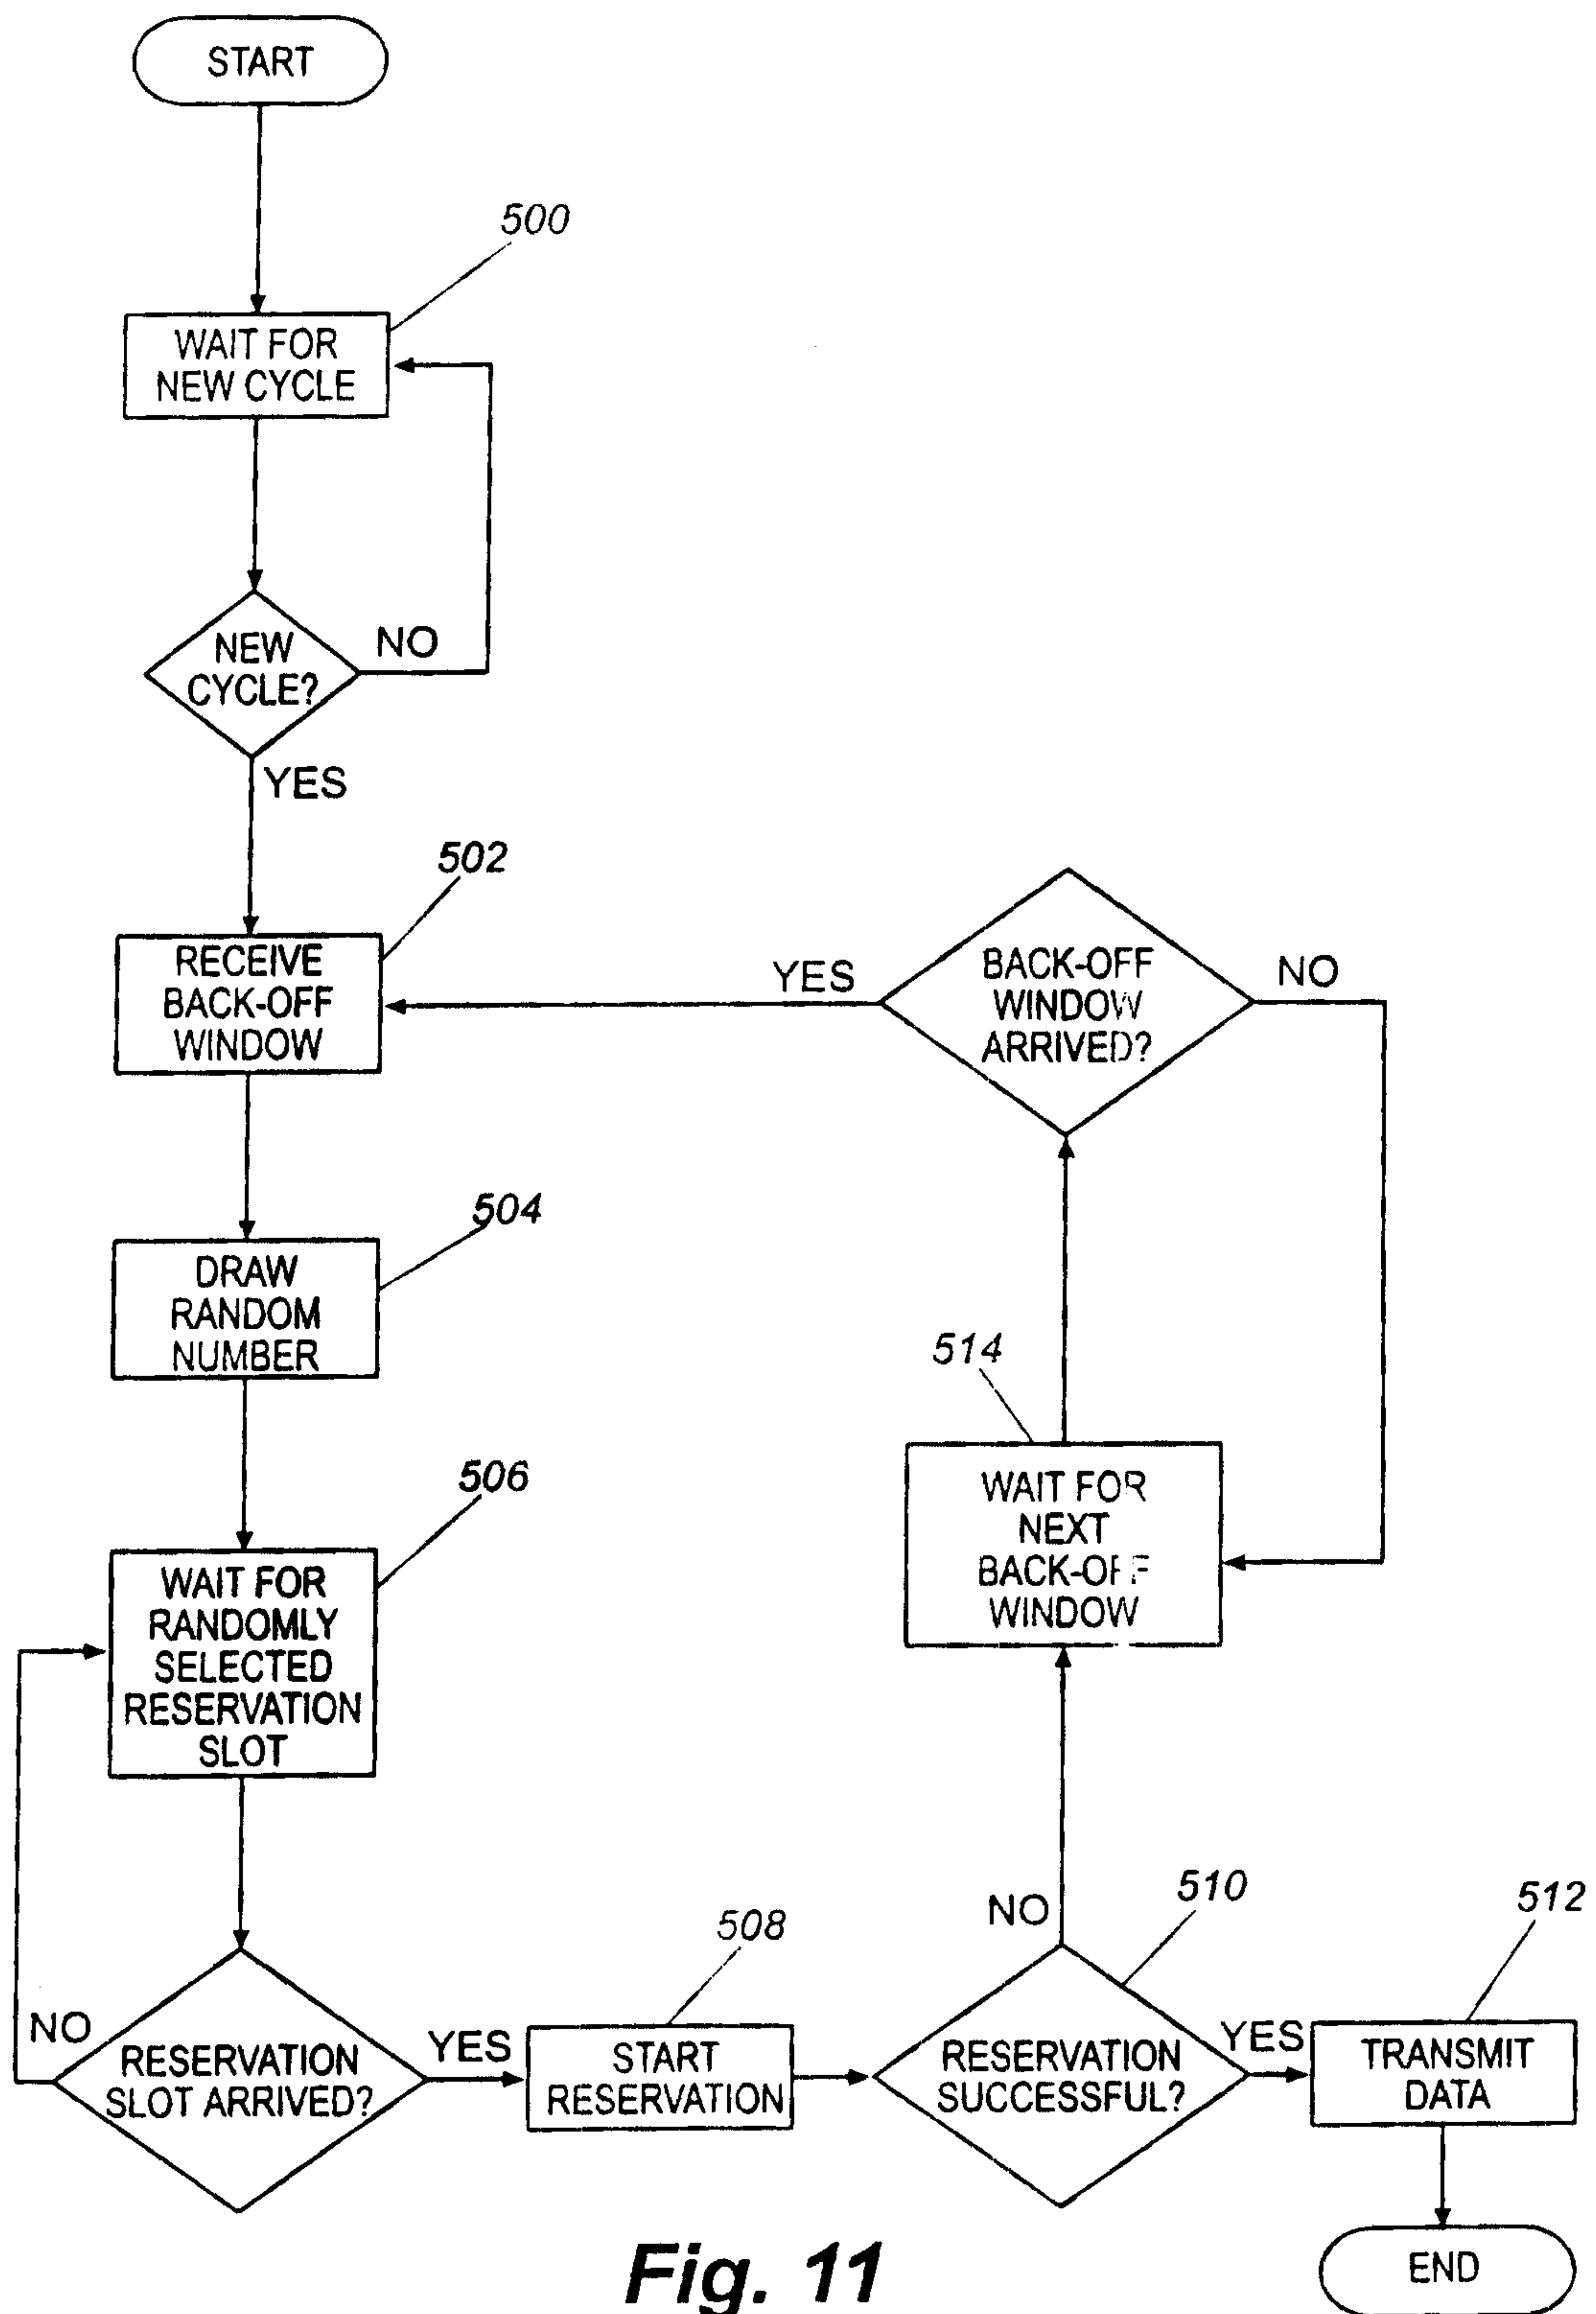 START
500
WAIT FOR
NEW CYCLE
NEW
CYCLE?
NO
YES
502
RECEIVE
BACK-OFF
WINDOW
YES
BACK-OFF
WINDOW
ARRIVED?
NO
504
DRAW
RANDOM
NUMBER
514
WAIT FOR
NEXT
BACK-OFF
WINDOW
506
WAIT FOR
RANDOMLY
SELECTED
RESERVATION
SLOT
NO
RESERVATION
SLOT ARRIVED?
YES
508
START
RESERVATION
NO
510
RESERVATION
SUCCESSFUL?
YES
512
TRANSMIT
DATA
END
Fig. 11